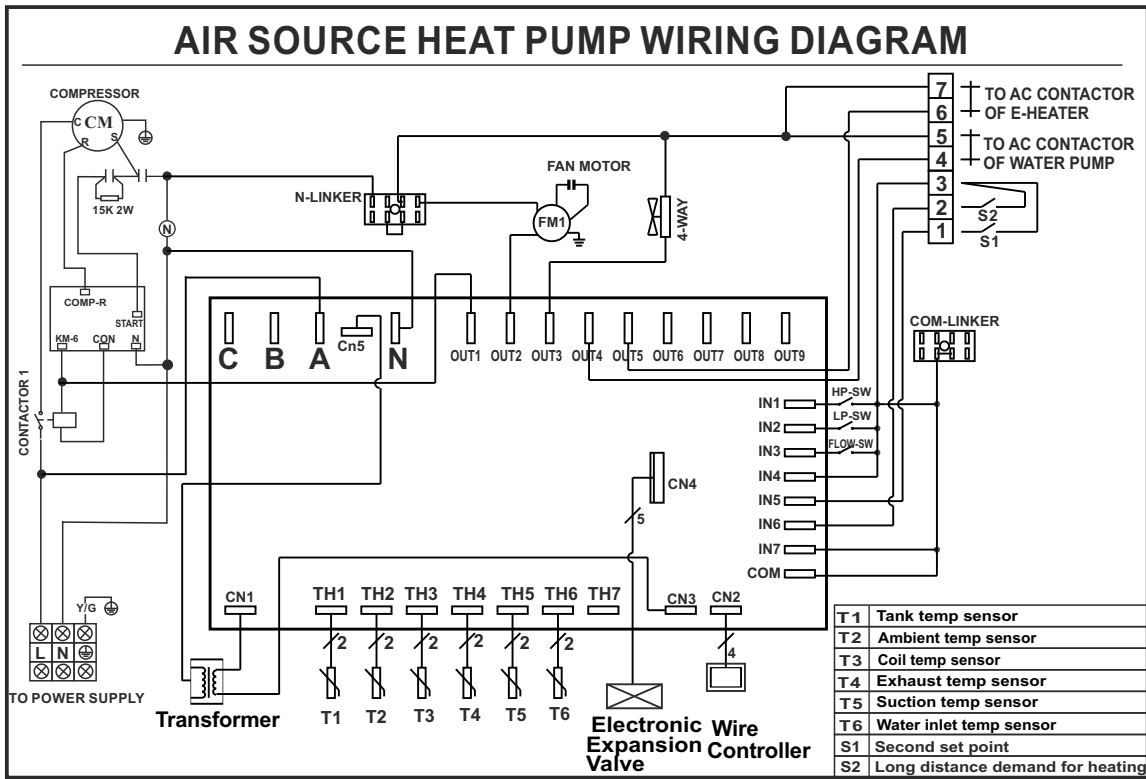 AIR SOURCE HEAT PUMP WIRING DIAGRAM
COMPRESSOR
C
CM
S
R
15K 2W
N
COMP-R
START
KM-6
CON
N
CONTACTOR 1
Y/G
L
N
TO POWER SUPPLY
N-LINKER
FAN MOTOR
FM1
4-WAY
7
6
5
4
3
2
1
TO AC CONTACTOR
OF E-HEATER
TO AC CONTACTOR
OF WATER PUMP
S2
S1
COM-LINKER
C
B
A
Cn5
N
OUT1
OUT2
OUT3
OUT4
OUT5
OUT6
OUT7
OUT8
OUT9
IN1
HP-SW
IN2
LP-SW
IN3
FLOW-SW
IN4
IN5
IN6
IN7
COM
CN4
5
CN1
TH1
TH2
TH3
TH4
TH5
TH6
TH7
CN3
CN2
2
2
2
2
2
2
4
Transformer
T1
T2
T3
T4
T5
T6
Electronic
Expansion
Valve
Wire
Controller
T1 Tank temp sensor
T2 Ambient temp sensor
T3 Coil temp sensor
T4 Exhaust temp sensor
T5 Suction temp sensor
T6 Water inlet temp sensor
S1 Second set point
S2 Long distance demand for heating